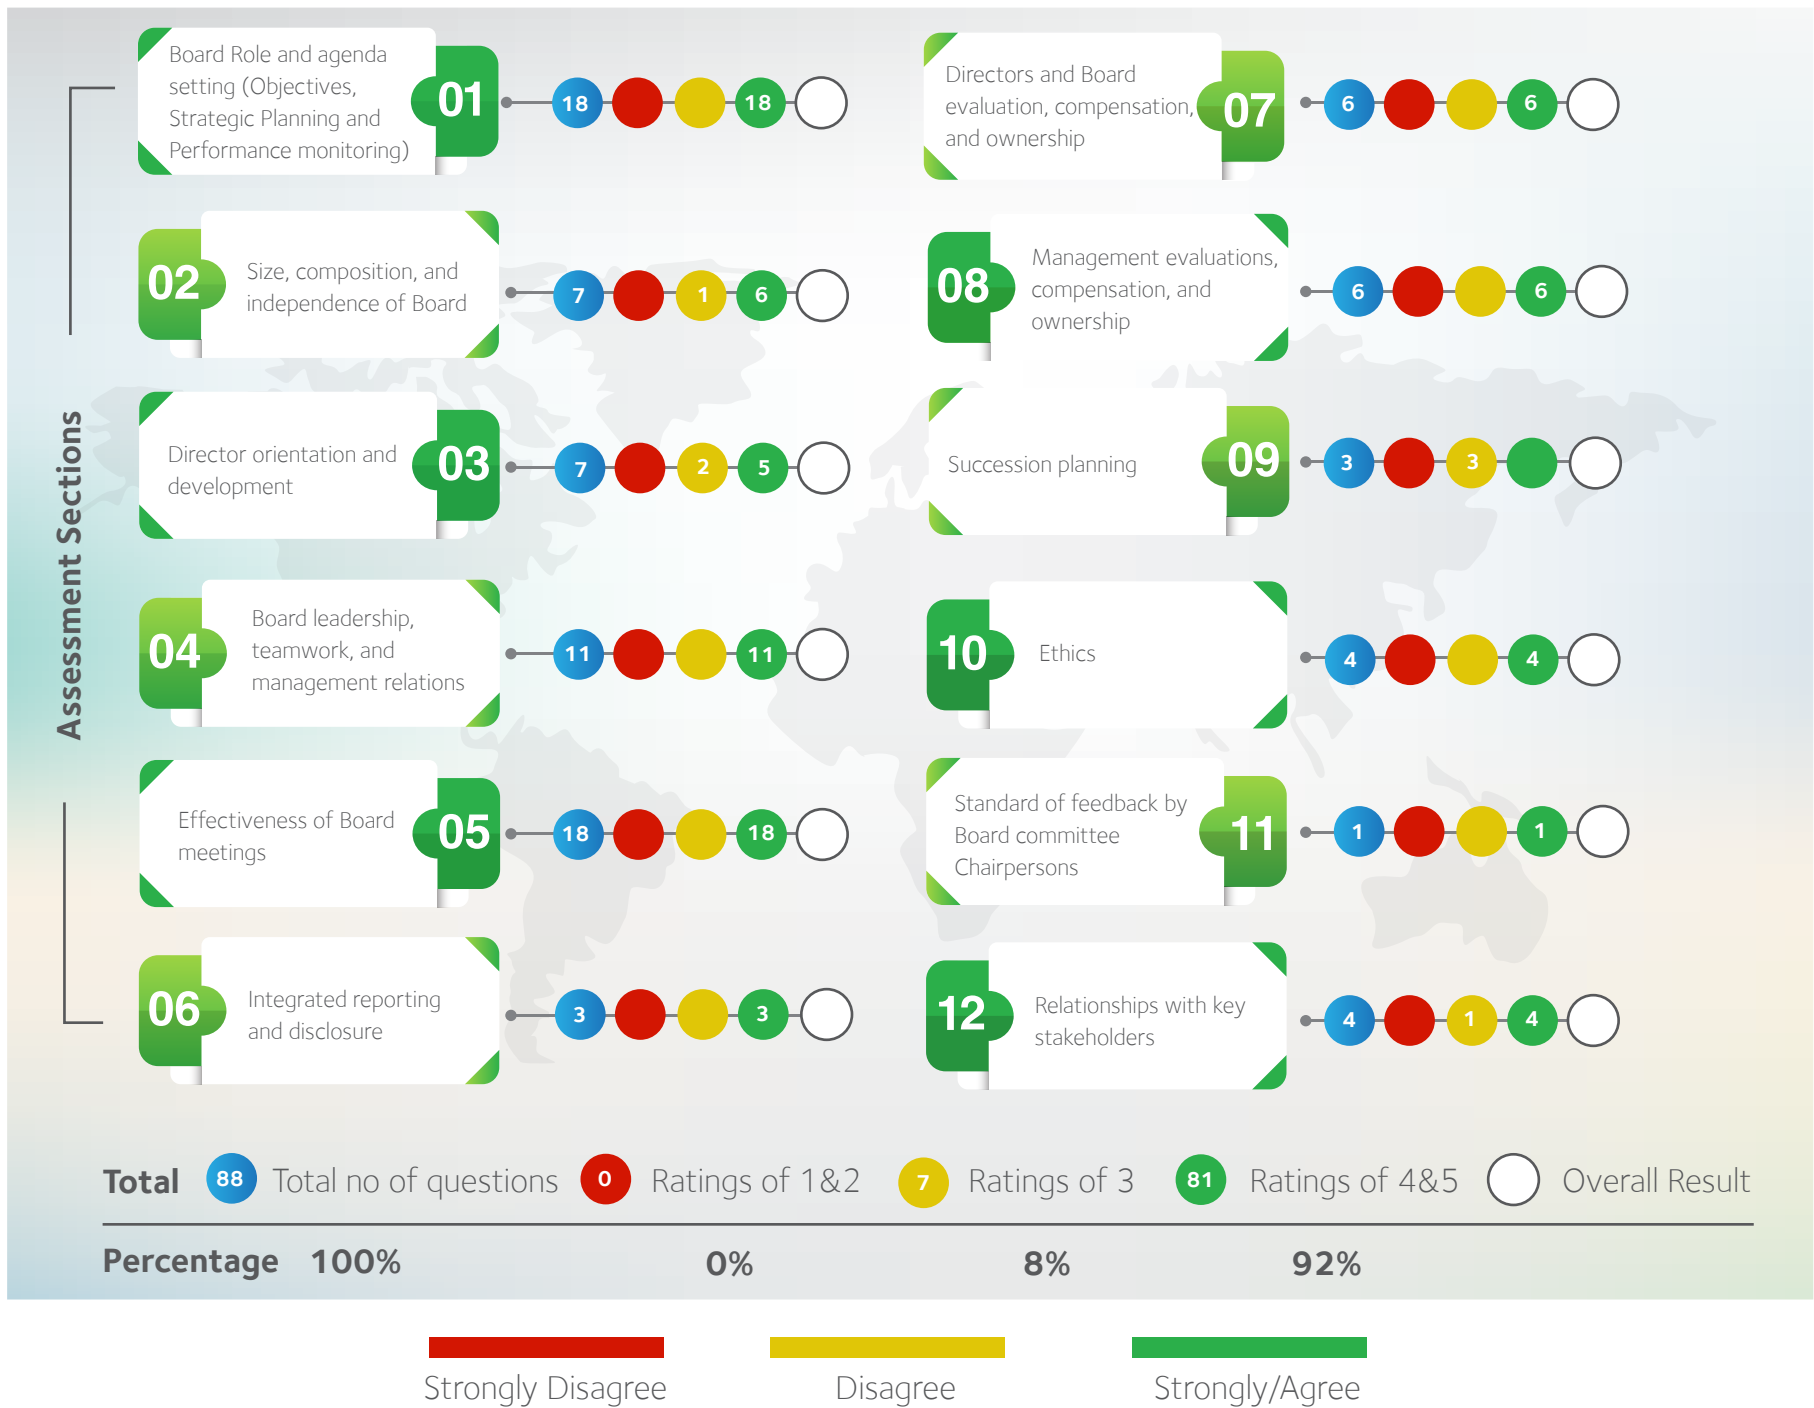 Assessment Sections
Board Role and agenda
setting (Objectives,
Strategic Planning and
Performance monitoring)
01
18
18
02
Size, composition, and
independence of Board
7
1
6
Director orientation and
development
03
7
2
5
04
Board leadership,
teamwork, and
management relations
11
11
Effectiveness of Board
meetings
05
18
18
06
Integrated reporting
and disclosure
3
3
Directors and Board
evaluation, compensation,
and ownership
07
6
6
08
Management evaluations,
compensation, and
ownership
6
6
Succession planning
09
3
3
10
Ethics
4
4
Standard of feedback by
Board committee
Chairpersons
11
1
1
12
Relationships with key
stakeholders
4
1
4
Total 88 Total no of questions 0 Ratings of 1&2 7 Ratings of 3 81 Ratings of 4&5 Overall Result
Percentage 100% 0% 8% 92%
Strongly Disagree Disagree Strongly/Agree